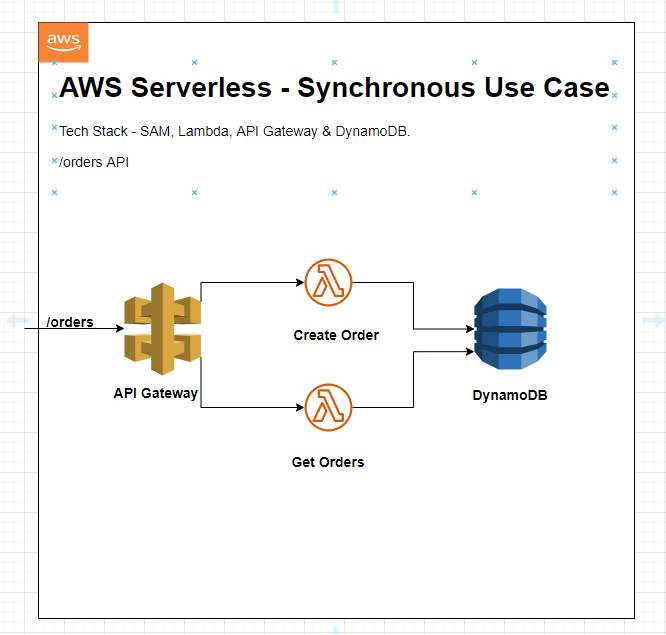 aws
AWS Serverless - Synchronous Use Case
Tech Stack - SAM, Lambda, API Gateway & DynamoDB.
/orders API
/orders
Create Order
API Gateway
DynamoDB
Get Orders